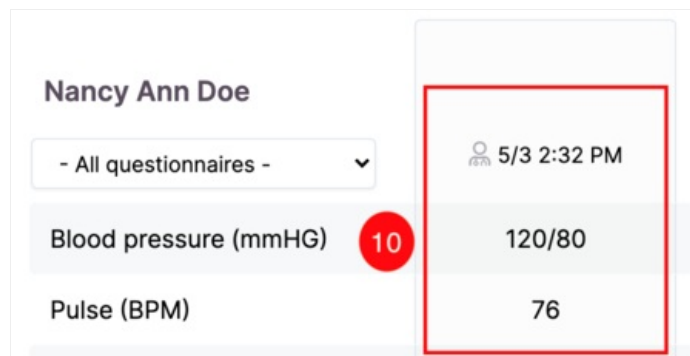 Nancy Ann Doe
- All questionnaires - 5/3 2:32 PM
Blood pressure (mmHG) 10 120/80
Pulse (BPM) 76